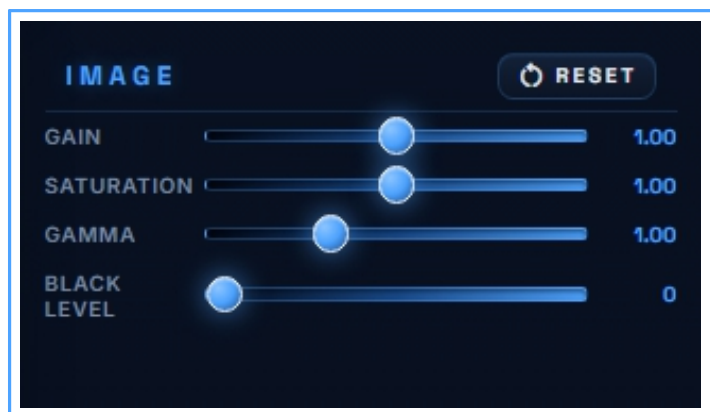 IMAGE
RESET
GAIN 1.00
SATURATION 1.00
GAMMA 1.00
BLACK
LEVEL 0